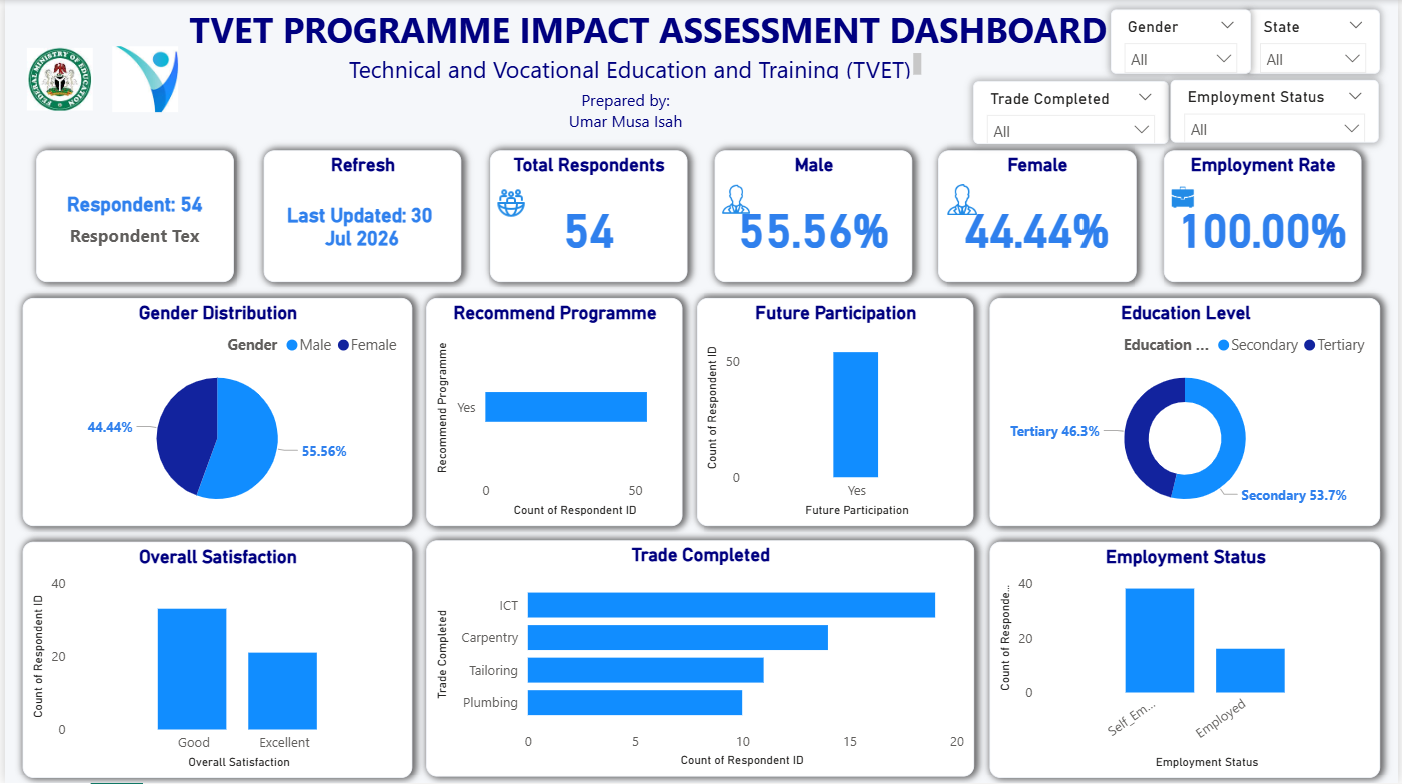 TVET PROGRAMME IMPACT ASSESSMENT DASHBOARD
Technical and Vocational Education and Training (TVET)
Prepared by:
Umar Musa Isah
FEDERAL MINISTRY OF EDUCATION
Gender
All
State
All
Trade Completed
All
Employment Status
All
Respondent: 54
Respondent Tex
Refresh
Last Updated: 30
Jul 2026
Total Respondents
54
Male
55.56%
Female
44.44%
Employment Rate
100.00%
Gender Distribution
Gender Male Female
44.44%
55.56%
Recommend Programme
Recommend Programme
Yes
0 50
Count of Respondent ID
Future Participation
Count of Respondent ID
50
0
Yes
Future Participation
Education Level
Education ... Secondary Tertiary
Tertiary 46.3%
Secondary 53.7%
Overall Satisfaction
Count of Respondent ID
40
20
0
Good Excellent
Overall Satisfaction
Trade Completed
Trade Completed
ICT
Carpentry
Tailoring
Plumbing
0 5 10 15 20
Count of Respondent ID
Employment Status
Count of Responde...
40
20
0
Self_Em... Employed
Employment Status